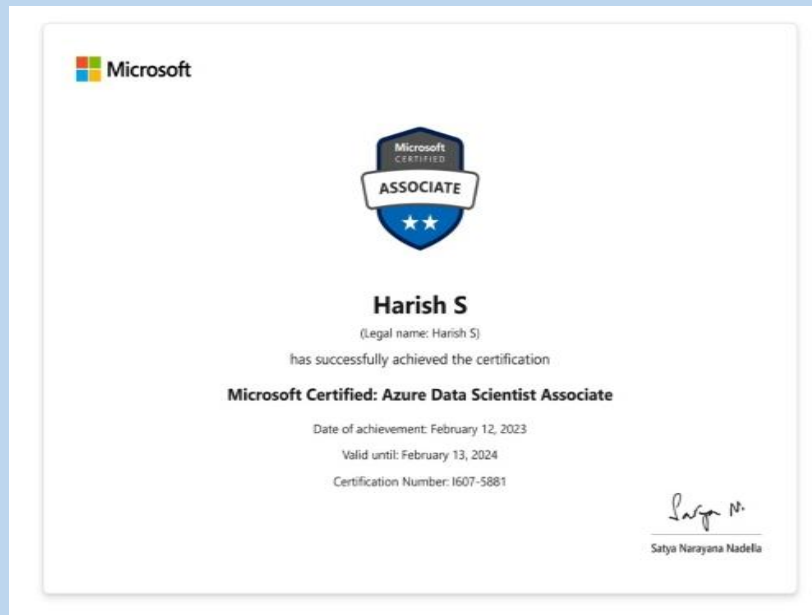 Microsoft
Microsoft
CERTIFIED
ASSOCIATE
Harish S
(Legal name: Harish S)
has successfully achieved the certification
Microsoft Certified: Azure Data Scientist Associate
Date of achievement: February 12, 2023
Valid until: February 13, 2024
Certification Number: I607-5881
Satya N.
Satya Narayana Nadella